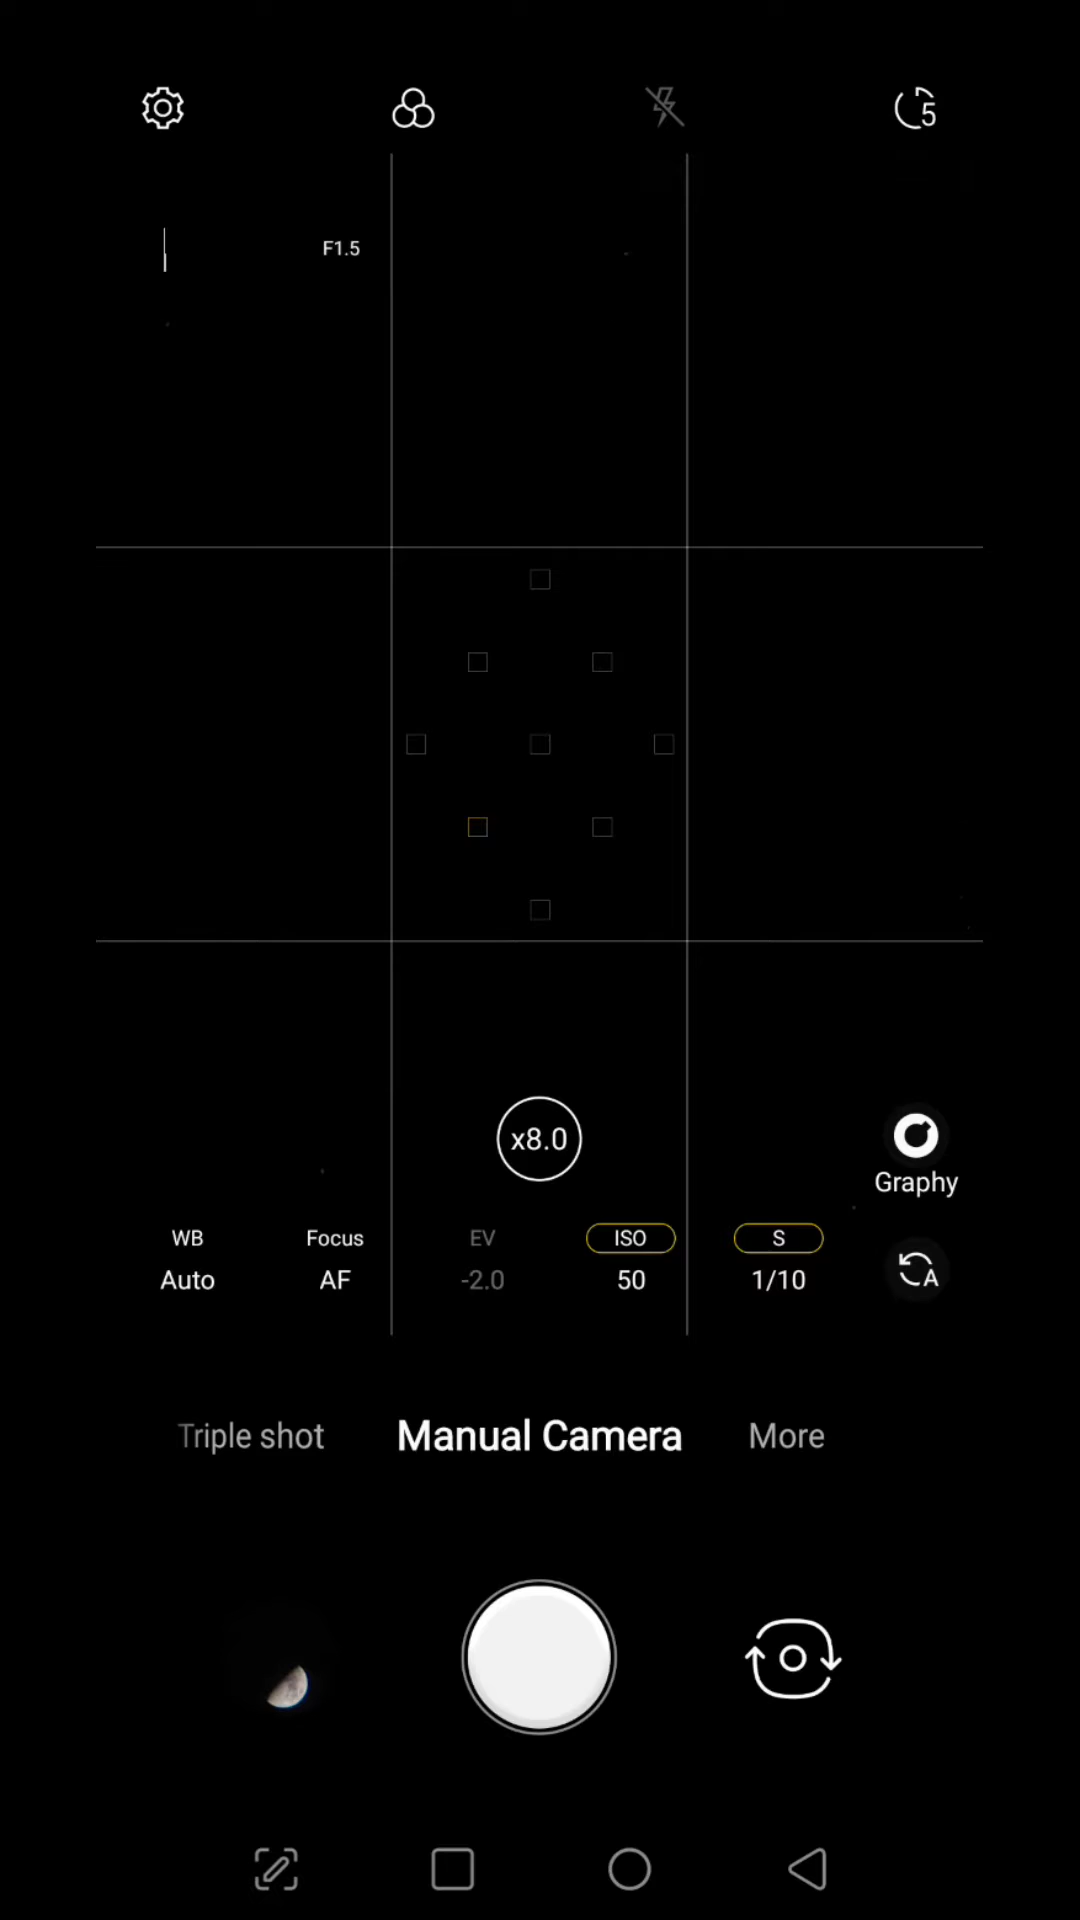 5
F1.5
x8.0
Graphy
WB Focus EV ISO S
Auto AF -2.0 50 1/10 A
Triple shot Manual Camera More